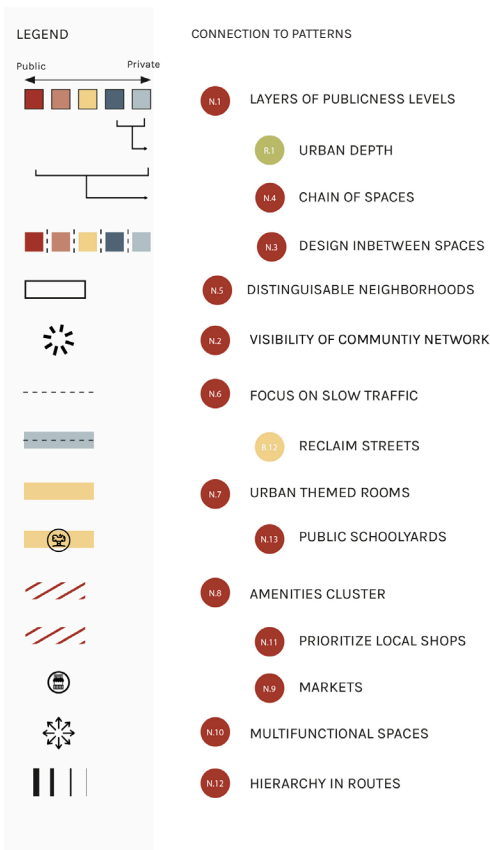 LEGEND
CONNECTION TO PATTERNS
Public
Private
N.1 LAYERS OF PUBLICNESS LEVELS
R.1 URBAN DEPTH
N.4 CHAIN OF SPACES
N.3 DESIGN INBETWEEN SPACES
N.5 DISTINGUISABLE NEIGHBORHOODS
N.2 VISIBILITY OF COMMUNTIY NETWORK
N.6 FOCUS ON SLOW TRAFFIC
B.12 RECLAIM STREETS
N.7 URBAN THEMED ROOMS
N.13 PUBLIC SCHOOLYARDS
N.8 AMENITIES CLUSTER
N.11 PRIORITIZE LOCAL SHOPS
N.9 MARKETS
N.10 MULTIFUNCTIONAL SPACES
N.12 HIERARCHY IN ROUTES